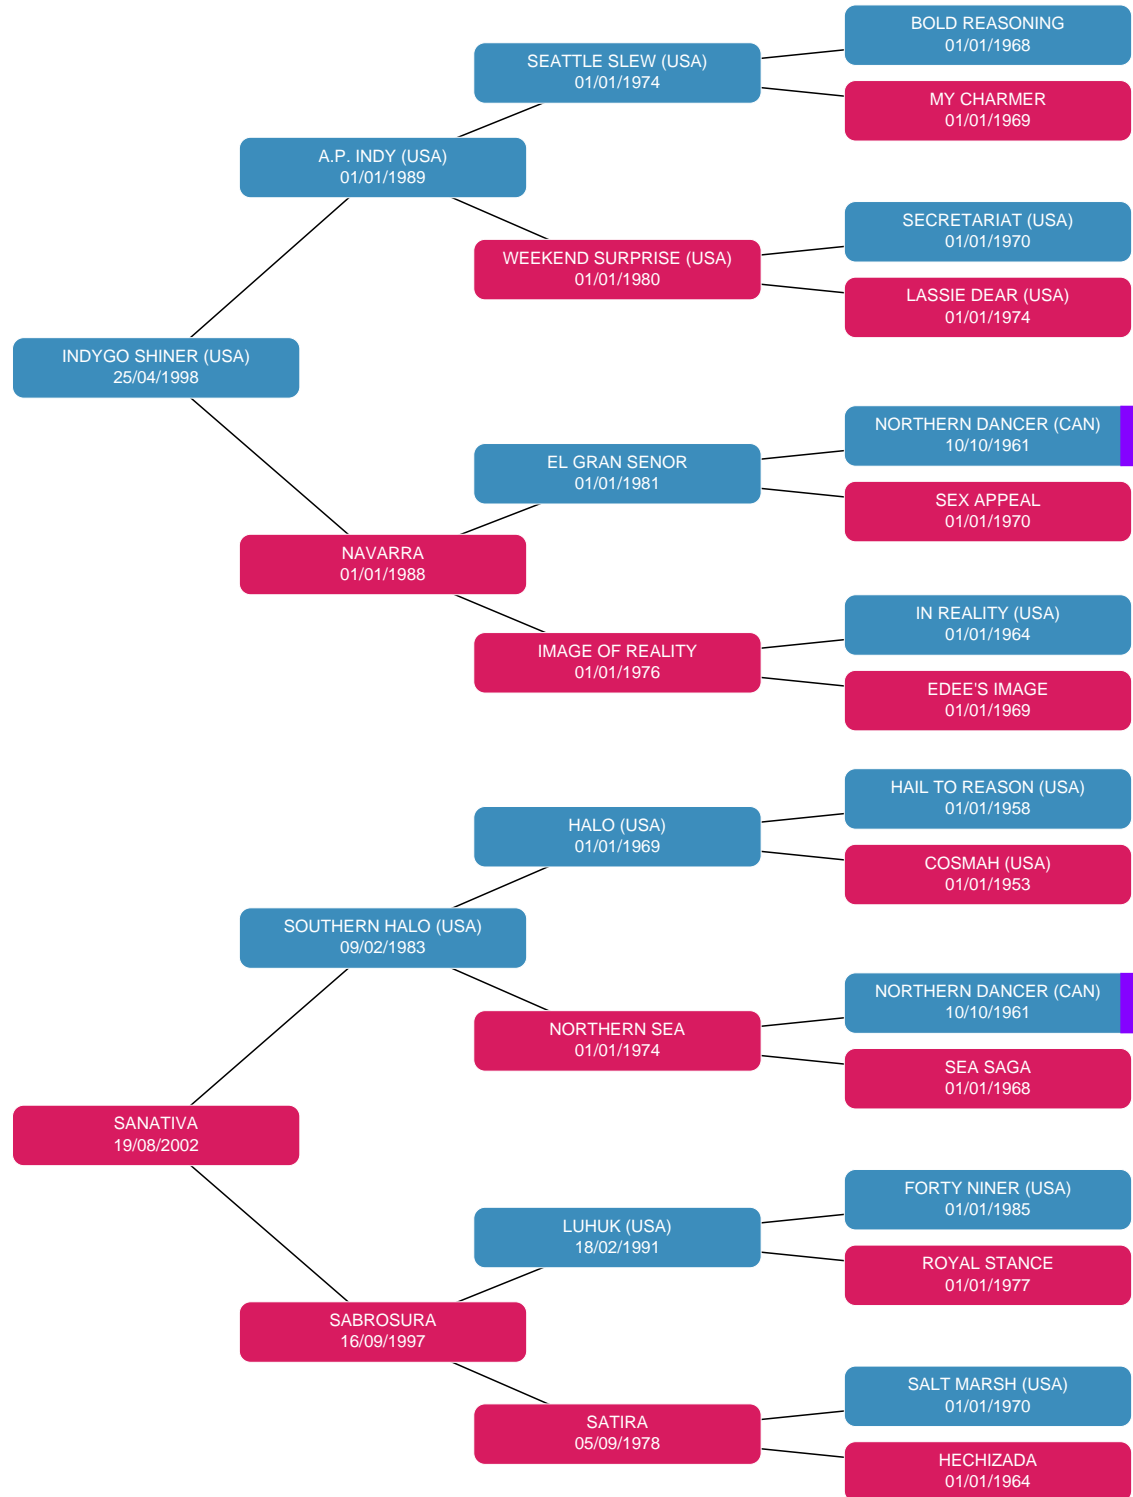 BOLD REASONING
01/01/1968
SEATTLE SLEW (USA)
01/01/1974
MY CHARMER
01/01/1969
A.P. INDY (USA)
01/01/1989
SECRETARIAT (USA)
01/01/1970
WEEKEND SURPRISE (USA)
01/01/1980
LASSIE DEAR (USA)
01/01/1974
INDYGO SHINER (USA)
25/04/1998
NORTHERN DANCER (CAN)
10/10/1961
EL GRAN SENOR
01/01/1981
SEX APPEAL
01/01/1970
NAVARRA
01/01/1988
IN REALITY (USA)
01/01/1964
IMAGE OF REALITY
01/01/1976
EDEE'S IMAGE
01/01/1969
HAIL TO REASON (USA)
01/01/1958
HALO (USA)
01/01/1969
COSMAH (USA)
01/01/1953
SOUTHERN HALO (USA)
09/02/1983
NORTHERN DANCER (CAN)
10/10/1961
NORTHERN SEA
01/01/1974
SEA SAGA
01/01/1968
SANATIVA
19/08/2002
FORTY NINER (USA)
01/01/1985
LUHUK (USA)
18/02/1991
ROYAL STANCE
01/01/1977
SABROSURA
16/09/1997
SALT MARSH (USA)
01/01/1970
SATIRA
05/09/1978
HECHIZADA
01/01/1964